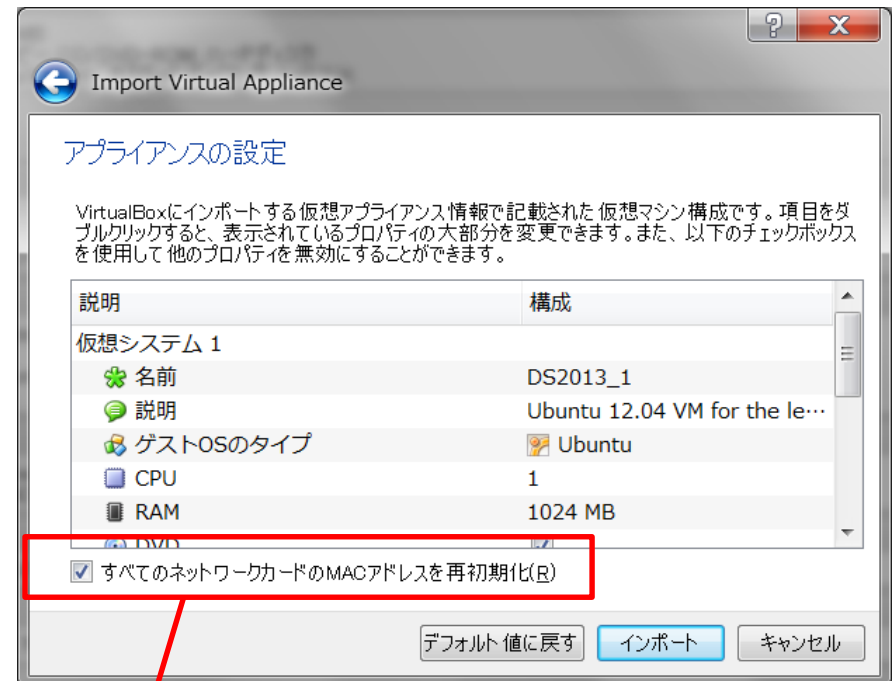 Import Virtual Appliance
アプライアンスの設定
VirtualBoxにインポートする仮想アプライアンス情報で記載された仮想マシン構成です。項目をダ
ブルクリックすると、表示されているプロパティの大部分を変更できます。また、以下のチェックボックス
を使用して他のプロパティを無効にすることができます。
説明 構成
仮想システム 1
名前 DS2013_1
説明 Ubuntu 12.04 VM for the le…
ゲストOSのタイプ Ubuntu
CPU 1
RAM 1024 MB
DVD
すべてのネットワークカードのMACアドレスを再初期化(R)
デフォルト値に戻す インポート キャンセル